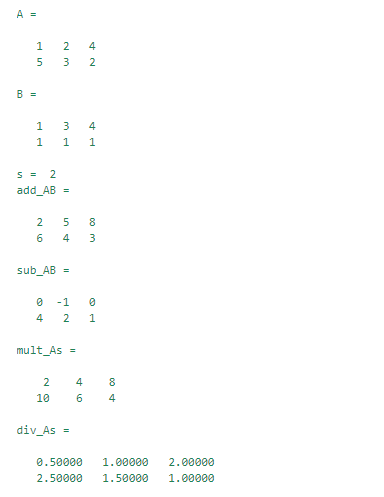 A =
1 2 4
5 3 2
B =
1 3 4
1 1 1
s = 2
add_AB =
2 5 8
6 4 3
sub_AB =
0 -1 0
4 2 1
mult_As =
2 4 8
10 6 4
div_As =
0.50000 1.00000 2.00000
2.50000 1.50000 1.00000